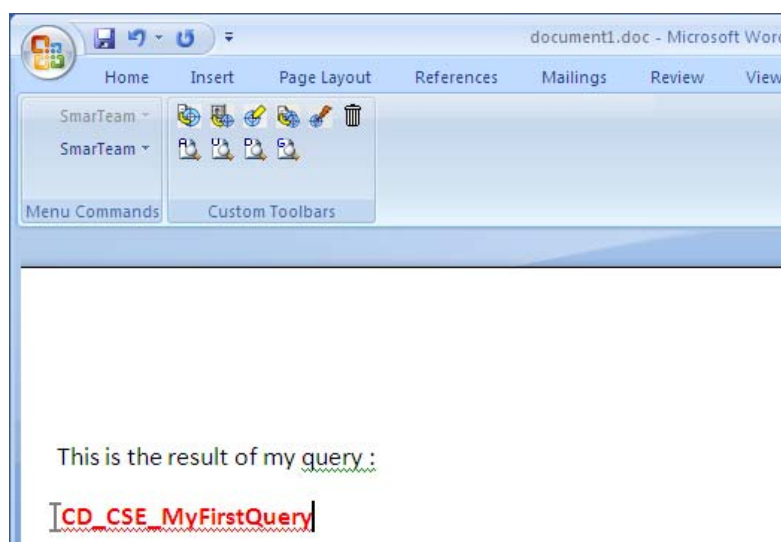 document1.doc - Microsoft Word
Home Insert Page Layout References Mailings Review View
SmarTeam
SmarTeam
A U P G
Menu Commands Custom Toolbars
This is the result of my query :
CD_CSE_MyFirstQuery